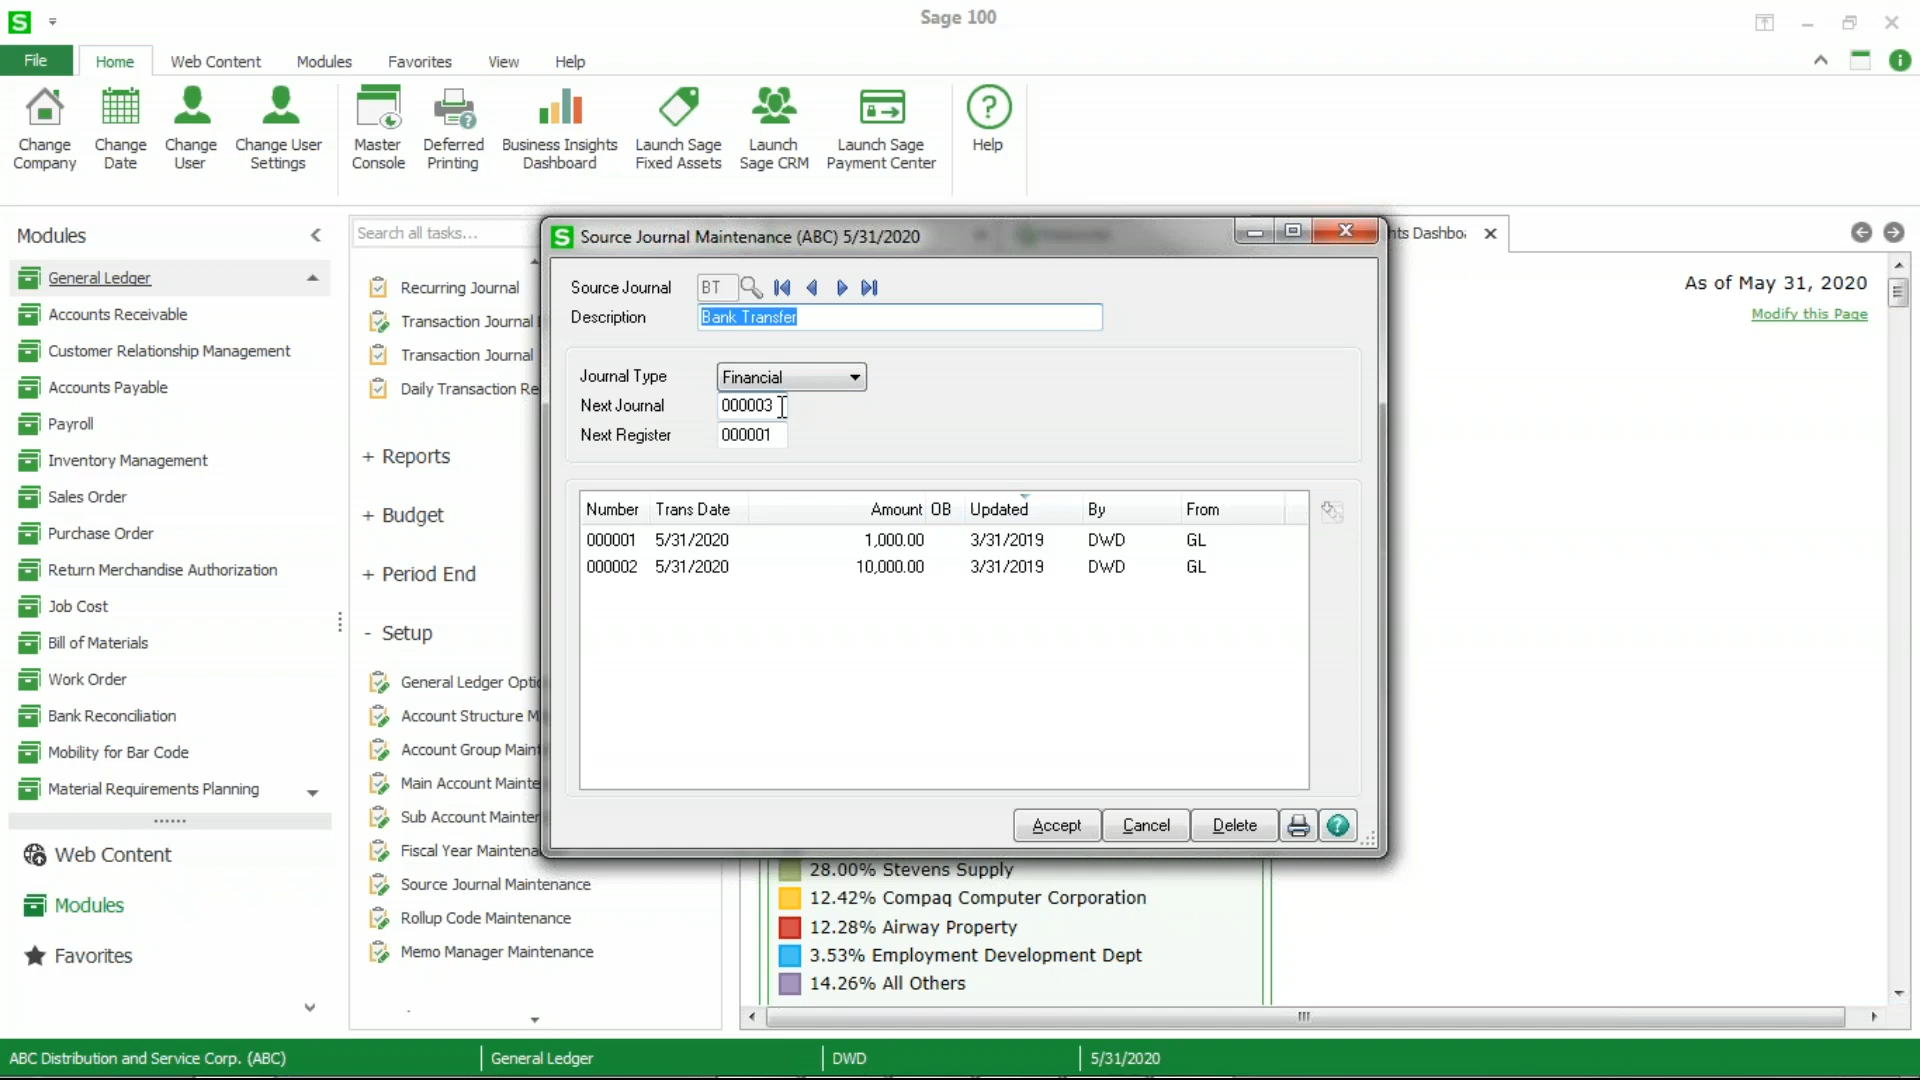 Sage 100
File Home Web Content Modules Favorites View Help
Change Company
Change Date
Change User
Change User Settings
Master Console
Deferred Printing
Business Insights Dashboard
Launch Sage Fixed Assets
Launch Sage CRM
Launch Sage Payment Center
Help
Modules
General Ledger
Accounts Receivable
Customer Relationship Management
Accounts Payable
Payroll
Inventory Management
Sales Order
Purchase Order
Return Merchandise Authorization
Job Cost
Bill of Materials
Work Order
Bank Reconciliation
Mobility for Bar Code
Material Requirements Planning
Web Content
Modules
Favorites
Search all tasks...
Recurring Journal
Transaction Journal
Transaction Journal
Daily Transaction Re
+ Reports
+ Budget
+ Period End
- Setup
General Ledger Opti
Account Structure M
Account Group Maint
Main Account Mainte
Sub Account Mainter
Fiscal Year Maintena
Source Journal Maintenance
Rollup Code Maintenance
Memo Manager Maintenance
Source Journal Maintenance (ABC) 5/31/2020
Source Journal BT
Description Bank Transfer
Journal Type Financial
Next Journal 000003
Next Register 000001
Number Trans Date Amount OB Updated By From
000001 5/31/2020 1,000.00 3/31/2019 DWD GL
000002 5/31/2020 10,000.00 3/31/2019 DWD GL
Accept Cancel Delete
hts Dashboa
As of May 31, 2020
Modify this Page
28.00% Stevens Supply
12.42% Compaq Computer Corporation
12.28% Airway Property
3.53% Employment Development Dept
14.26% All Others
ABC Distribution and Service Corp. (ABC) General Ledger DWD 5/31/2020